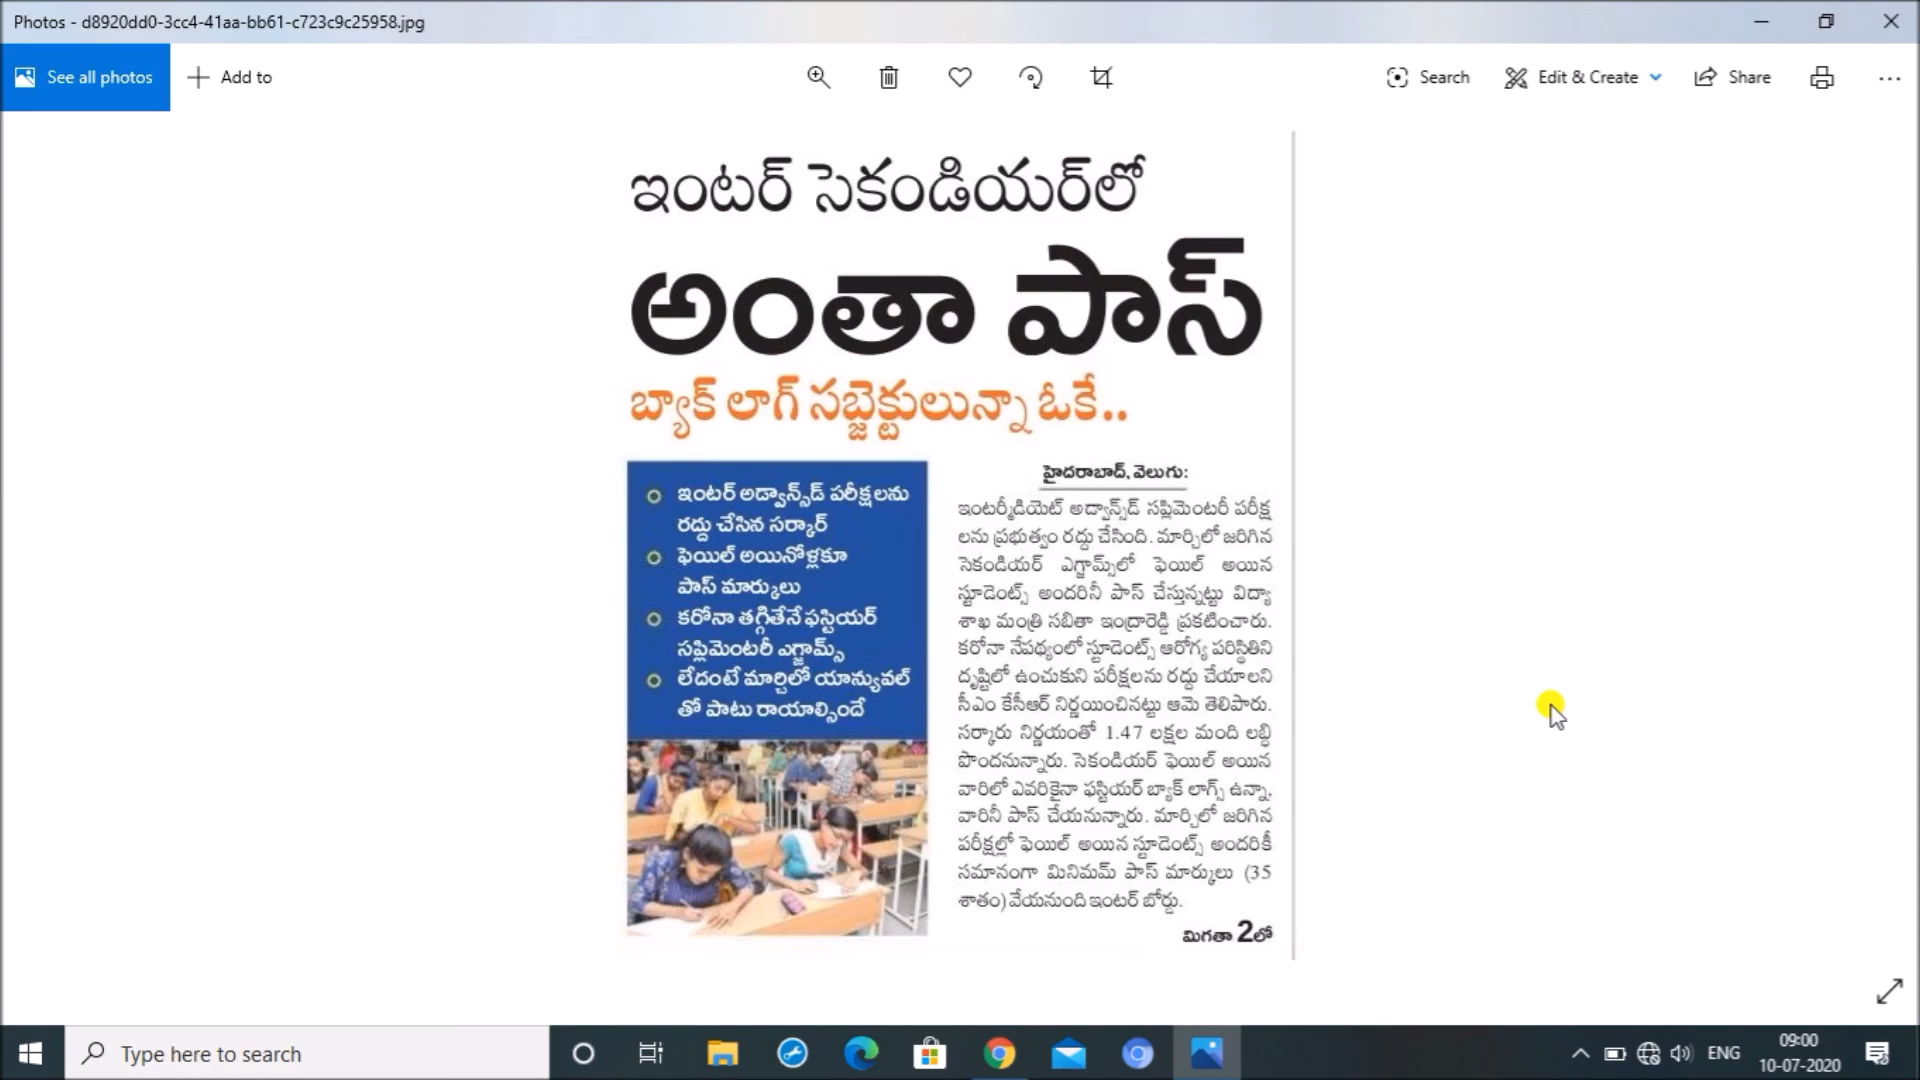 Photos - d8920dd0-3cc4-41aa-bb61-c723c9c25958.jpg
See all photos
Add to
Search
Edit & Create
Share
ఇంటర్ సెకండియర్‌లో
అంతా పాస్
బ్యాక్ లాగ్ సబ్జెక్టులున్నా ఓకే..
ఇంటర్ అడ్వాన్స్‌డ్ పరీక్షలను
రద్దు చేసిన సర్కార్
ఫెయిల్ అయినోళ్లకూ
పాస్ మార్కులు
కరోనా తగ్గితేనే ఫస్టియర్
సప్లిమెంటరీ ఎగ్జామ్స్
లేదంటే మార్చిలో యాన్యువల్
తో పాటు రాయాల్సిందే
హైదరాబాద్, వెలుగు:
ఇంటర్మీడియెట్ అద్వాన్స్‌డ్ సప్లిమెంటరీ పరీక్ష
లను ప్రభుత్వం రద్దు చేసింది. మార్చిలో జరిగిన
సెకండియర్ ఎగ్జామ్స్‌లో ఫెయిల్ అయిన
స్టూడెంట్స్ అందరినీ పాస్ చేస్తున్నట్టు విద్యా
శాఖ మంత్రి సబితా ఇంద్రారెడ్డి ప్రకటించారు.
కరోనా నేపథ్యంలో స్టూడెంట్స్ ఆరోగ్య పరిస్థితిని
దృష్టిలో ఉంచుకుని పరీక్షలను రద్దు చేయాలని
సీఎం కేసీఆర్ నిర్ణయించినట్టు ఆమె తెలిపారు.
సర్కారు నిర్ణయంతో 1.47 లక్షల మంది లబ్ధి
పొందనున్నారు. సెకండియర్ ఫెయిల్ అయిన
వారిలో ఎవరికైనా ఫస్టియర్ బ్యాక్ లాగ్స్ ఉన్నా,
వారినీ పాస్ చేయనున్నారు. మార్చిలో జరిగిన
పరీక్షల్లో ఫెయిల్ అయిన స్టూడెంట్స్ అందరికీ
సమానంగా మినిమమ్ పాస్ మార్కులు (35
శాతం) వేయనుంది ఇంటర్ బోర్డు.
మిగతా 2లో
Type here to search
ENG
09:00
10-07-2020